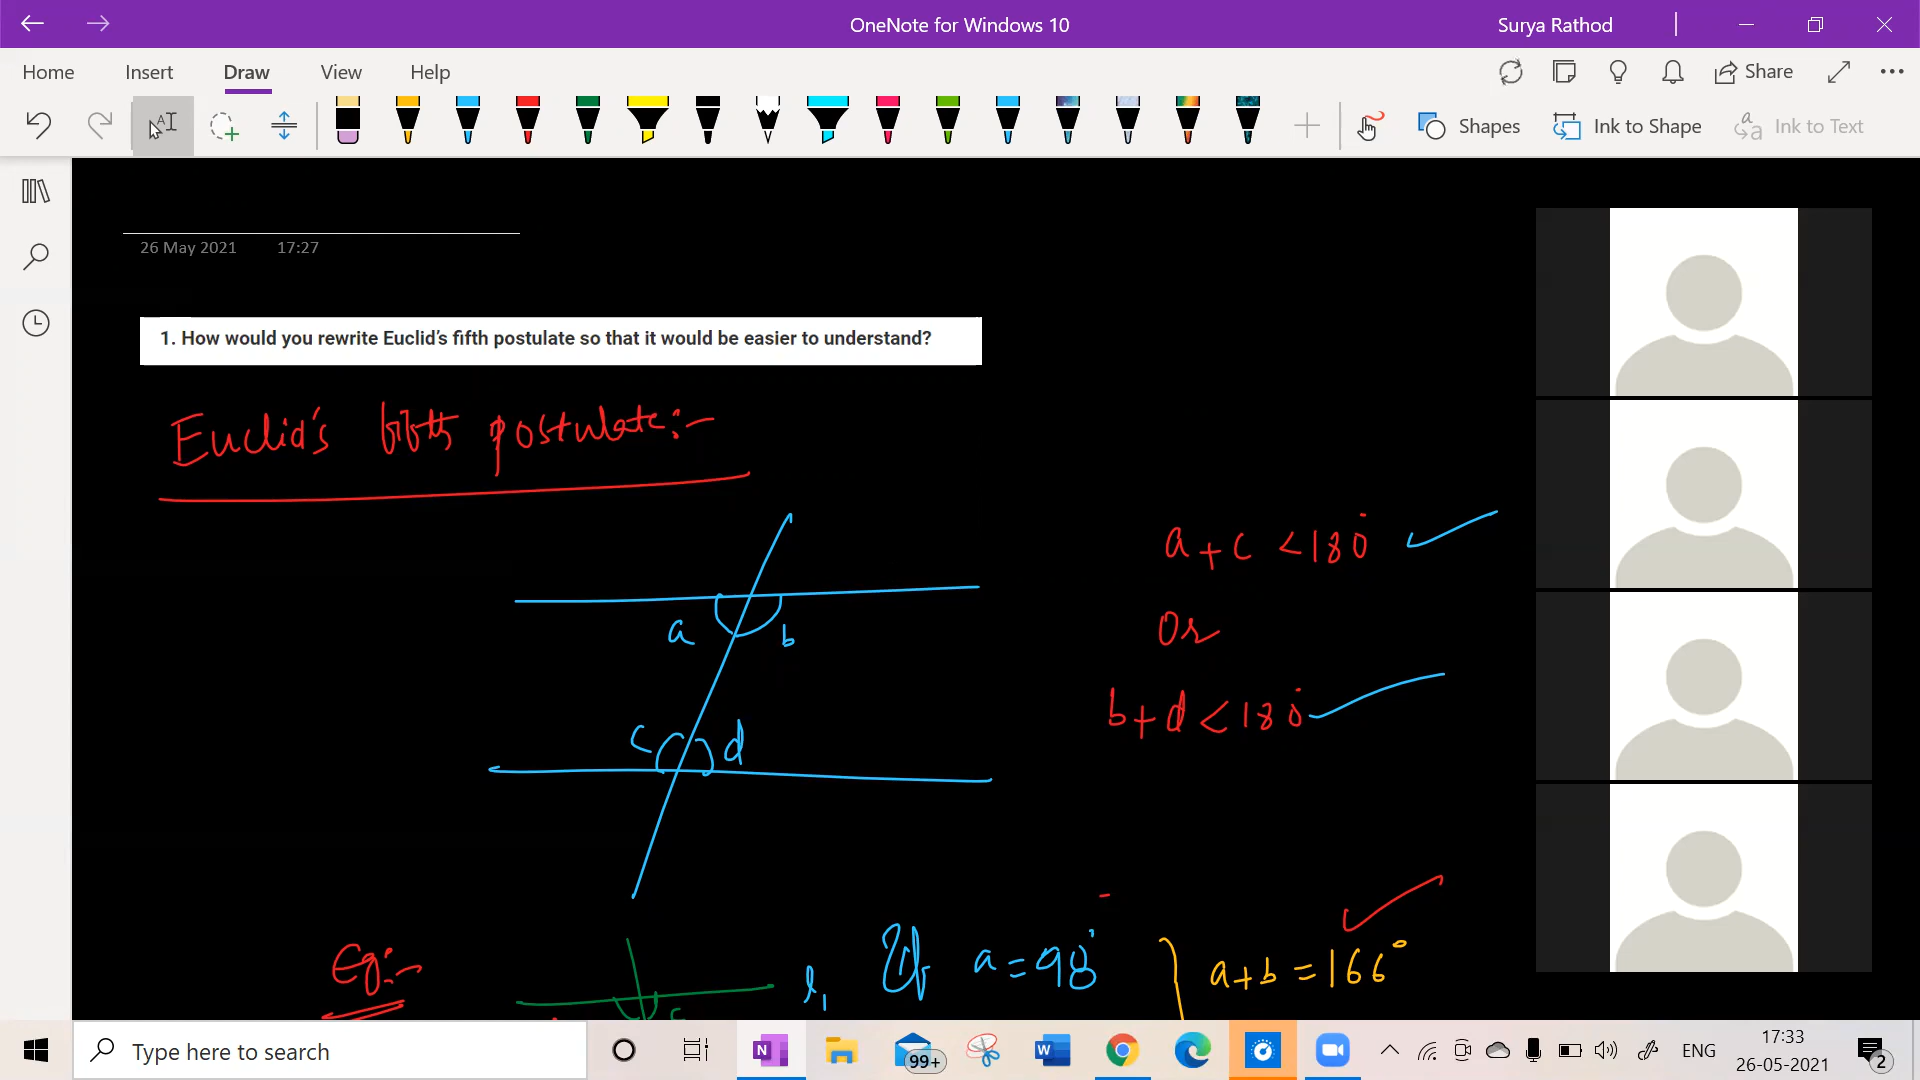 OneNote for Windows 10
Surya Rathod
Home Insert Draw View Help
Share
Shapes Ink to Shape Ink to Text
26 May 2021 17:27
1. How would you rewrite Euclid's fifth postulate so that it would be easier to understand?
Euclid's fifth postulate:-
a+c <180°
or
a b
b+d <180°
c d
Eg:-
l1 If a=98° a+b =166°
c
Type here to search
99+
ENG
17:33
26-05-2021
2